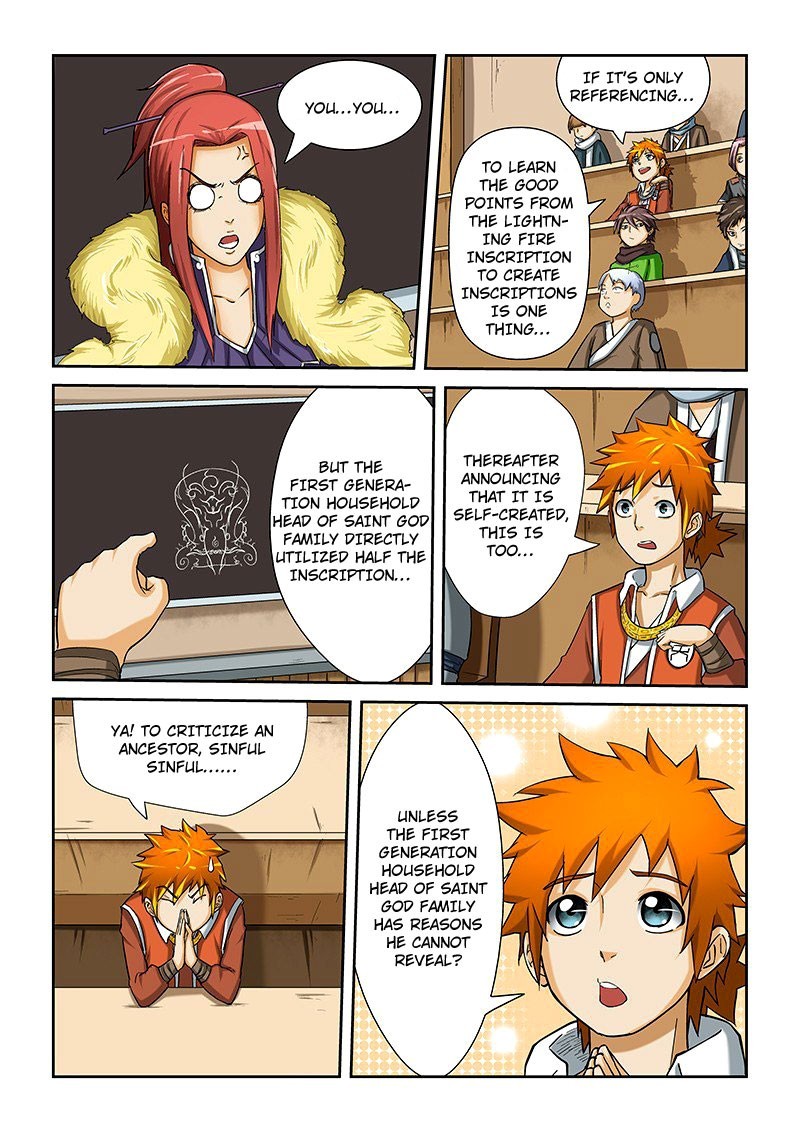 YOU...YOU...
IF IT'S ONLY
REFERENCING...
TO LEARN
THE GOOD
POINTS FROM
THE LIGHTN-
ING FIRE
INSCRIPTION
TO CREATE
INSCRIPTIONS
IS ONE
THING...
BUT THE
FIRST GENERA-
TION HOUSEHOLD
HEAD OF SAINT GOD
FAMILY DIRECTLY
UTILIZED HALF THE
INSCRIPTION...
THEREAFTER
ANNOUNCING
THAT IT IS
SELF-CREATED,
THIS IS
TOO...
YA! TO CRITICIZE AN
ANCESTOR, SINFUL
SINFUL......
UNLESS
THE FIRST
GENERATION
HOUSEHOLD
HEAD OF SAINT
GOD FAMILY
HAS REASONS
HE CANNOT
REVEAL?